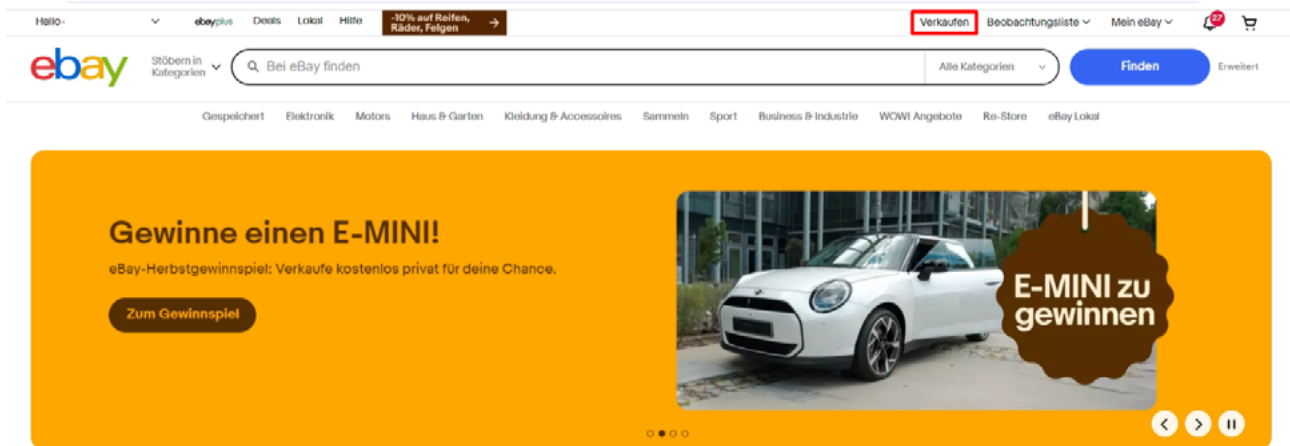 Hallo
ebayplus Deals Lokal Hilfe
-10% auf Reifen,
Räder, Felgen →
Verkaufen Beobachtungsliste Mein eBay 27
ebay
Stöbern in
Kategorien
Bei eBay finden
Alle Kategorien
Finden
Erweitert
Gespeichert Elektronik Motors Haus & Garten Kleidung & Accessoires Sammeln Sport Business & Industrie WOW! Angebote Re-Store eBay Lokal
Gewinne einen E-MINI!
eBay-Herbstgewinnspiel: Verkaufe kostenlos privat für deine Chance.
Zum Gewinnspiel
E-MINI zu
gewinnen